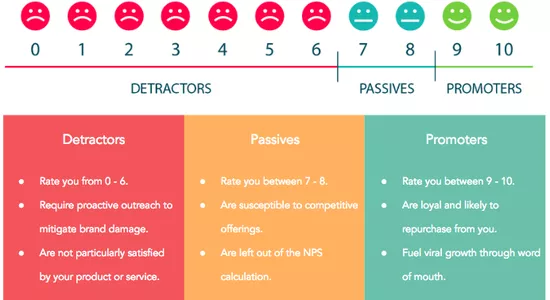 0 1 2 3 4 5 6 7 8 9 10
DETRACTORS PASSIVES PROMOTERS
Detractors
● Rate you from 0 - 6.
● Require proactive outreach to
mitigate brand damage.
● Are not particularly satisfied
by your product or service.
Passives
● Rate you between 7 - 8.
● Are susceptible to competitive
offerings.
● Are left out of the NPS
calculation.
Promoters
● Rate you between 9 - 10.
● Are loyal and likely to
repurchase from you.
● Fuel viral growth through word
of mouth.